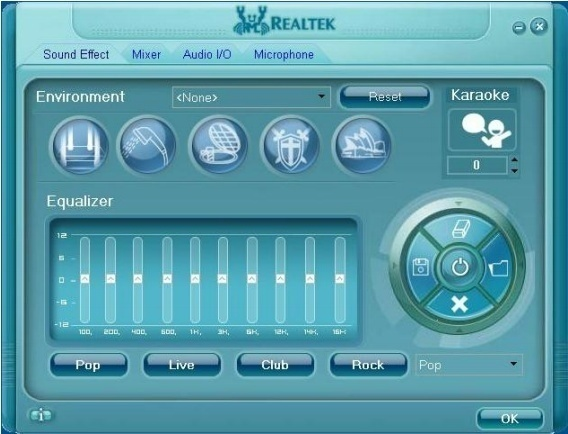 REALTEK
Sound Effect Mixer Audio I/O Microphone
Environment <None> Reset Karaoke
0
Equalizer
12
6
0
-6
-12
100, 200, 400, 600, 1K, 3K, 6K, 12K, 14K, 16K
Pop Live Club Rock Pop
i OK